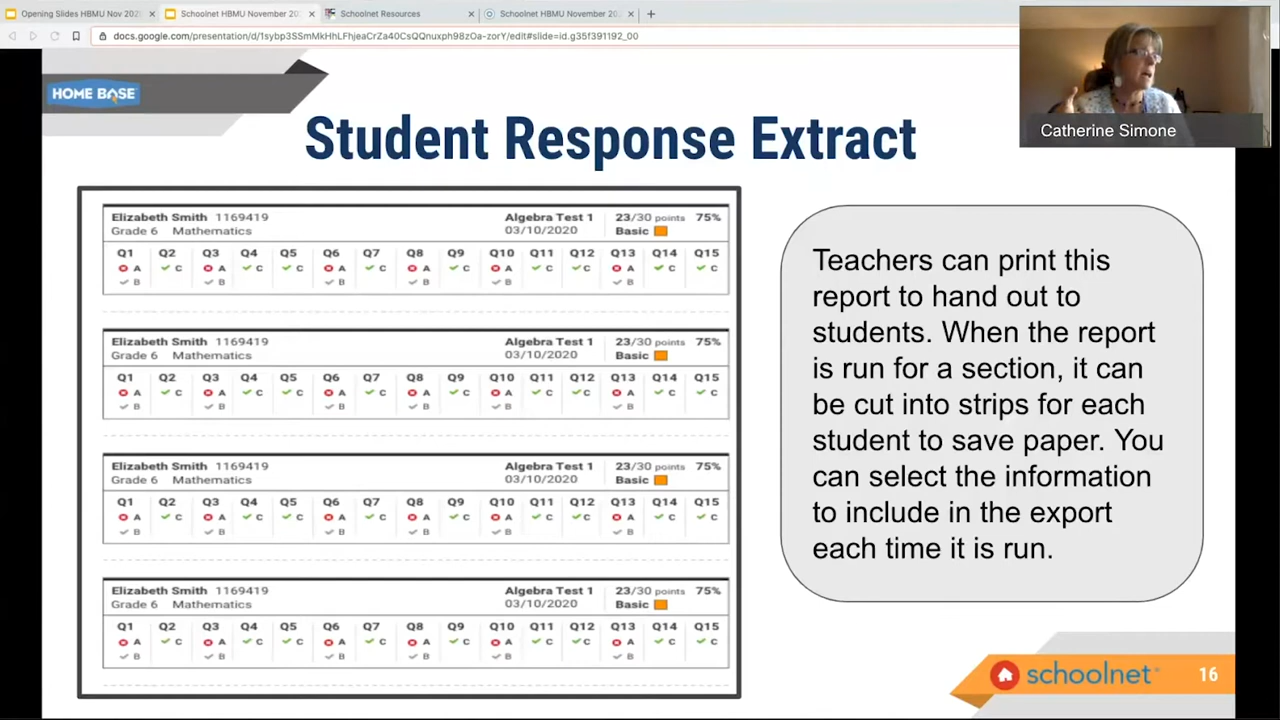 Opening Slides HBMU Nov 202
Schoolnet HBMU November 202
Schoolnet Resources
Schoolnet HBMU November 202
docs.google.com/presentation/d/1sybp3SSmMkHhLFhjeaCrZa40CsQQnuxph98zOa-zorY/edit#slide=id.g35f391192_00
Catherine Simone
HOME BASE
Student Response Extract
Elizabeth Smith 1169419 Algebra Test 1 23/30 points 75%
Grade 6 Mathematics 03/10/2020 Basic
Q1 Q2 Q3 Q4 Q5 Q6 Q7 Q8 Q9 Q10 Q11 Q12 Q13 Q14 Q15
A C A C C A C A C A C C A C C
B B B B B B
Elizabeth Smith 1169419 Algebra Test 1 23/30 points 75%
Grade 6 Mathematics 03/10/2020 Basic
Q1 Q2 Q3 Q4 Q5 Q6 Q7 Q8 Q9 Q10 Q11 Q12 Q13 Q14 Q15
A C A C C A C A C A C C A C C
B B B B B B
Elizabeth Smith 1169419 Algebra Test 1 23/30 points 75%
Grade 6 Mathematics 03/10/2020 Basic
Q1 Q2 Q3 Q4 Q5 Q6 Q7 Q8 Q9 Q10 Q11 Q12 Q13 Q14 Q15
A C A C C A C A C A C C A C C
B B B B B B
Elizabeth Smith 1169419 Algebra Test 1 23/30 points 75%
Grade 6 Mathematics 03/10/2020 Basic
Q1 Q2 Q3 Q4 Q5 Q6 Q7 Q8 Q9 Q10 Q11 Q12 Q13 Q14 Q15
A C A C C A C A C A C C A C C
B B B B B B
Teachers can print this
report to hand out to
students. When the report
is run for a section, it can
be cut into strips for each
student to save paper. You
can select the information
to include in the export
each time it is run.
schoolnet
16